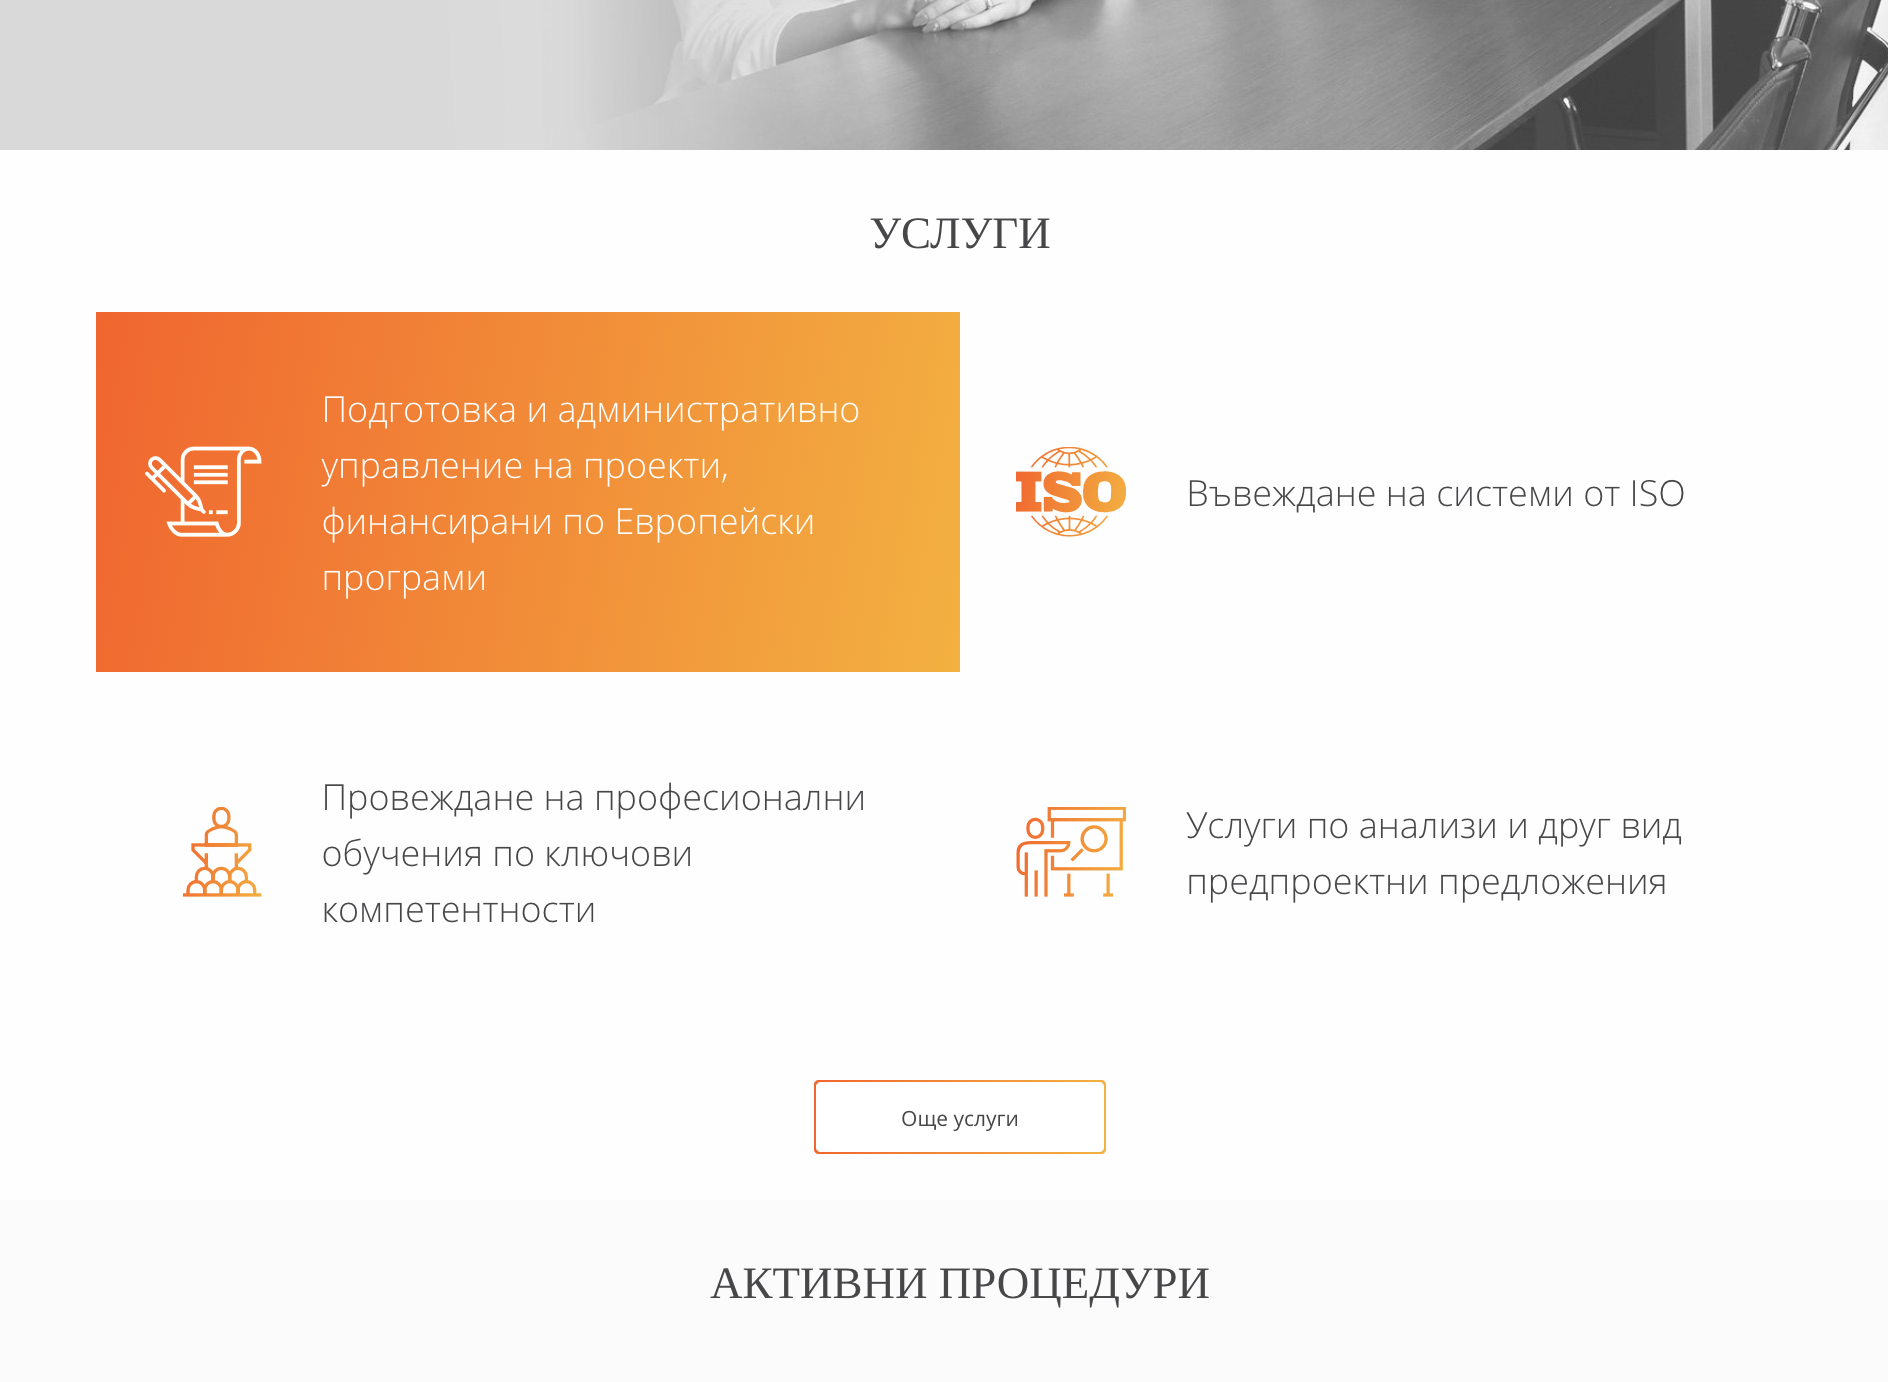 УСЛУГИ
Подготовка и административно
управление на проекти,
финансирани по Европейски
програми
ISO
Въвеждане на системи от ISO
Провеждане на професионални
обучения по ключови
компетентности
Услуги по анализи и друг вид
предпроектни предложения
Още услуги
АКТИВНИ ПРОЦЕДУРИ